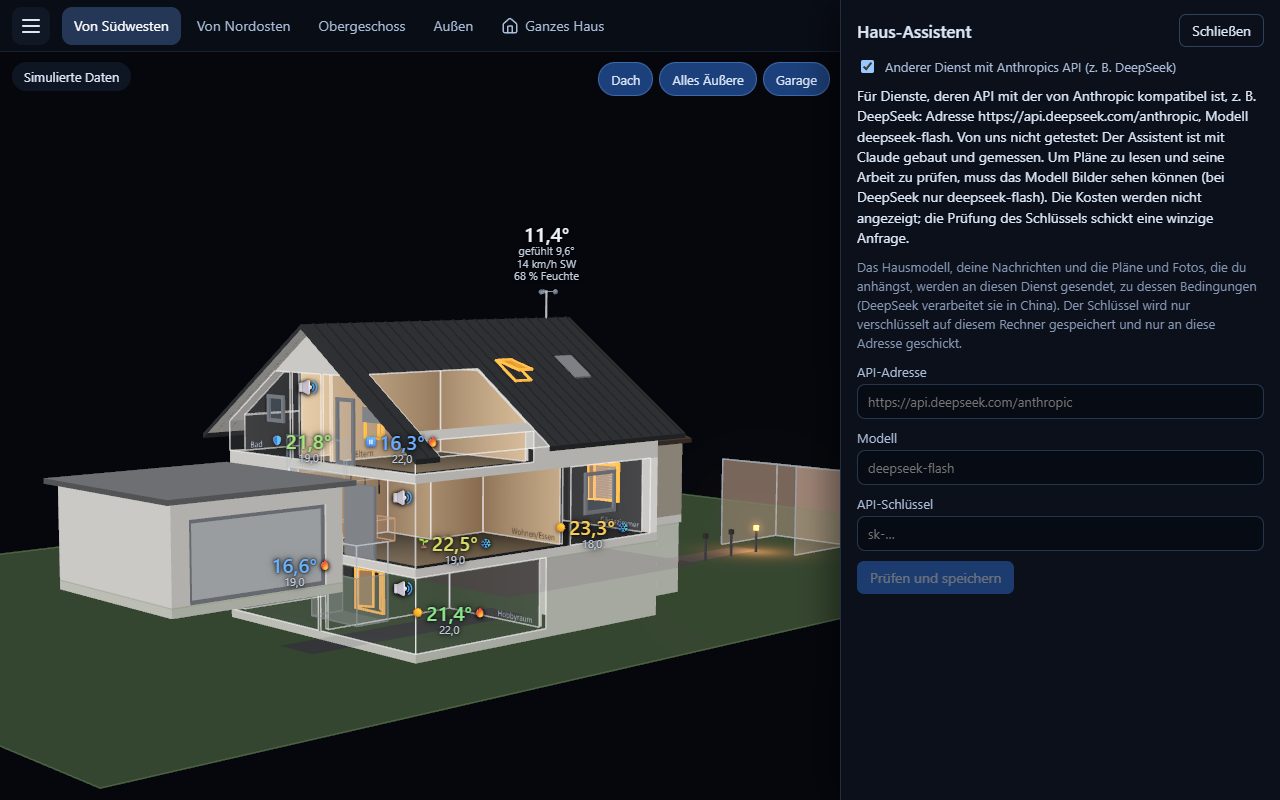 Von Südwesten
Von Nordosten
Obergeschoss
Außen
Ganzes Haus
Simulierte Daten
Dach
Alles Äußere
Garage
11,4°
gefühlt 9,6°
14 km/h SW
68 % Feuchte
Bad
21,8°
19,0
Eltern
16,3°
22,0
Wohnen/Essen
22,5°
19,0
23,3°
18,0
16,6°
19,0
Hobbyraum
21,4°
22,0
Haus-Assistent
Schließen
Anderer Dienst mit Anthropics API (z. B. DeepSeek)
Für Dienste, deren API mit der von Anthropic kompatibel ist, z. B.
DeepSeek: Adresse https://api.deepseek.com/anthropic, Modell
deepseek-flash. Von uns nicht getestet: Der Assistent ist mit
Claude gebaut und gemessen. Um Pläne zu lesen und seine
Arbeit zu prüfen, muss das Modell Bilder sehen können (bei
DeepSeek nur deepseek-flash). Die Kosten werden nicht
angezeigt; die Prüfung des Schlüssels schickt eine winzige
Anfrage.
Das Hausmodell, deine Nachrichten und die Pläne und Fotos, die du
anhängst, werden an diesen Dienst gesendet, zu dessen Bedingungen
(DeepSeek verarbeitet sie in China). Der Schlüssel wird nur
verschlüsselt auf diesem Rechner gespeichert und nur an diese
Adresse geschickt.
API-Adresse
https://api.deepseek.com/anthropic
Modell
deepseek-flash
API-Schlüssel
sk-...
Prüfen und speichern